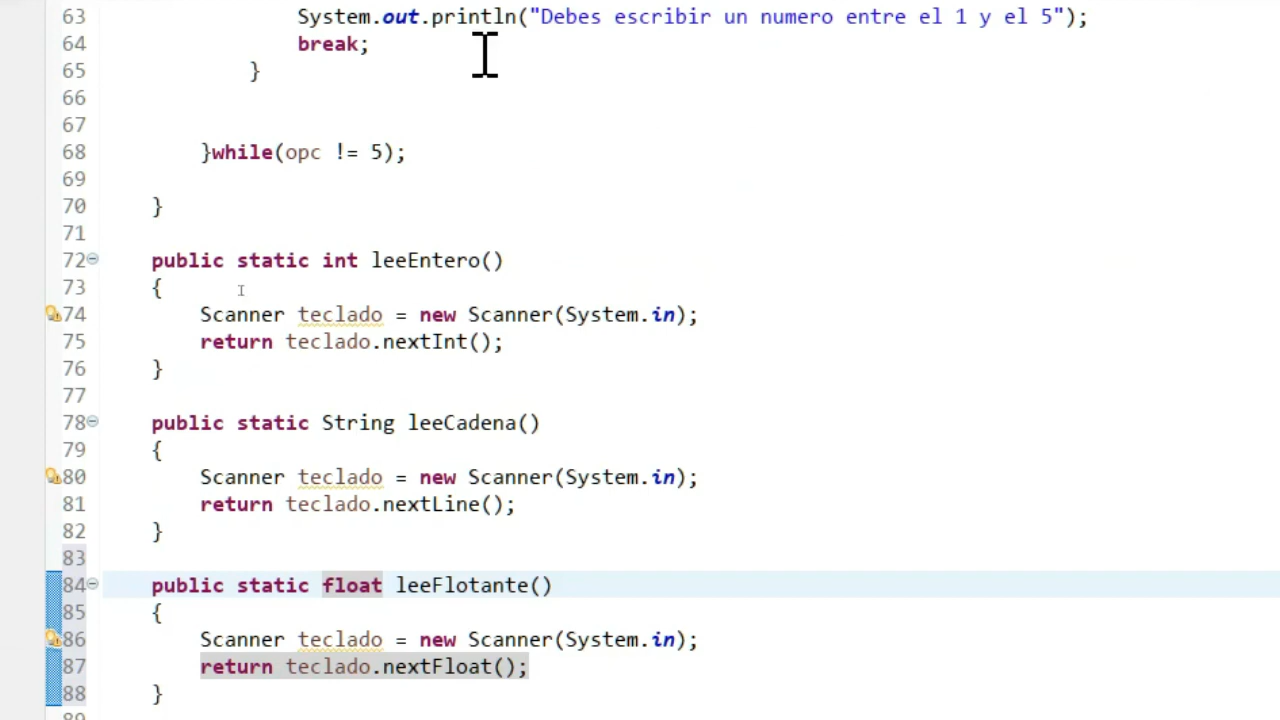 63 System.out.println("Debes escribir un numero entre el 1 y el 5");
64 break;
65 }
66
67
68 }while(opc != 5);
69
70 }
71
72 public static int leeEntero()
73 {
74 Scanner teclado = new Scanner(System.in);
75 return teclado.nextInt();
76 }
77
78 public static String leeCadena()
79 {
80 Scanner teclado = new Scanner(System.in);
81 return teclado.nextLine();
82 }
83
84 public static float leeFlotante()
85 {
86 Scanner teclado = new Scanner(System.in);
87 return teclado.nextFloat();
88 }
89